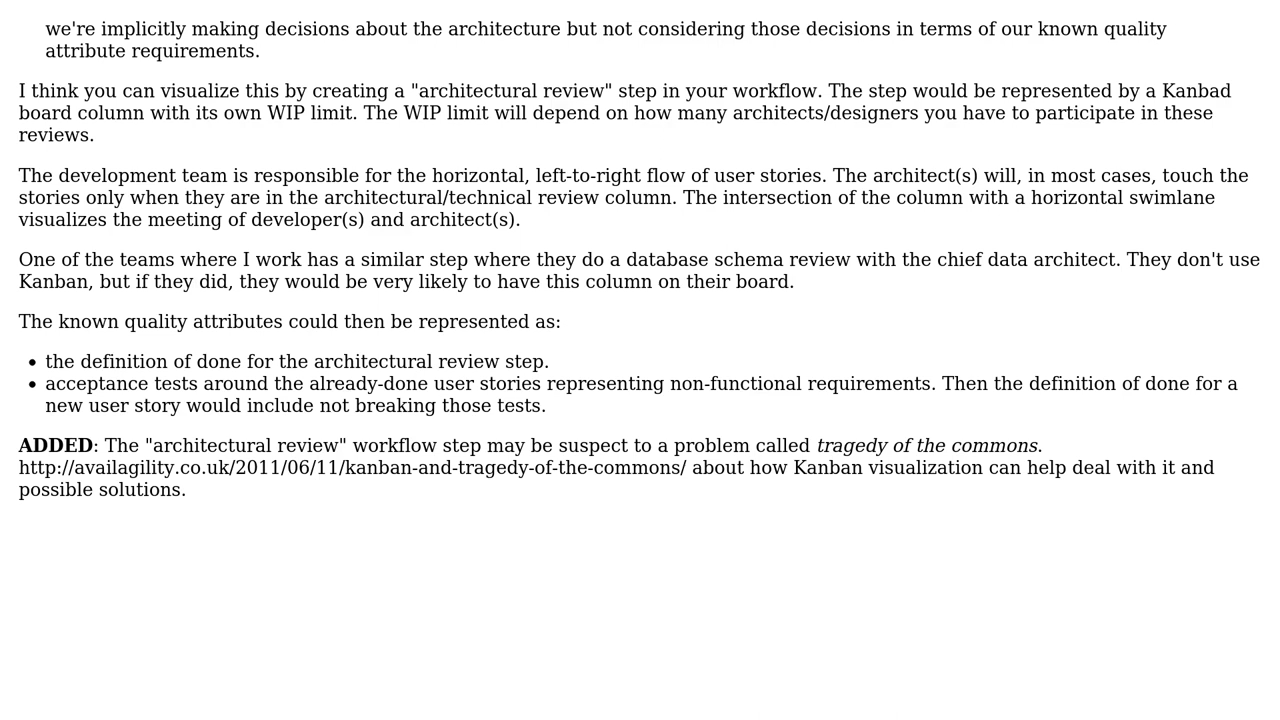 we're implicitly making decisions about the architecture but not considering those decisions in terms of our known quality
attribute requirements.
I think you can visualize this by creating a "architectural review" step in your workflow. The step would be represented by a Kanbad
board column with its own WIP limit. The WIP limit will depend on how many architects/designers you have to participate in these
reviews.
The development team is responsible for the horizontal, left-to-right flow of user stories. The architect(s) will, in most cases, touch the
stories only when they are in the architectural/technical review column. The intersection of the column with a horizontal swimlane
visualizes the meeting of developer(s) and architect(s).
One of the teams where I work has a similar step where they do a database schema review with the chief data architect. They don't use
Kanban, but if they did, they would be very likely to have this column on their board.
The known quality attributes could then be represented as:
• the definition of done for the architectural review step.
• acceptance tests around the already-done user stories representing non-functional requirements. Then the definition of done for a
new user story would include not breaking those tests.
ADDED: The "architectural review" workflow step may be suspect to a problem called tragedy of the commons.
http://availagility.co.uk/2011/06/11/kanban-and-tragedy-of-the-commons/ about how Kanban visualization can help deal with it and
possible solutions.